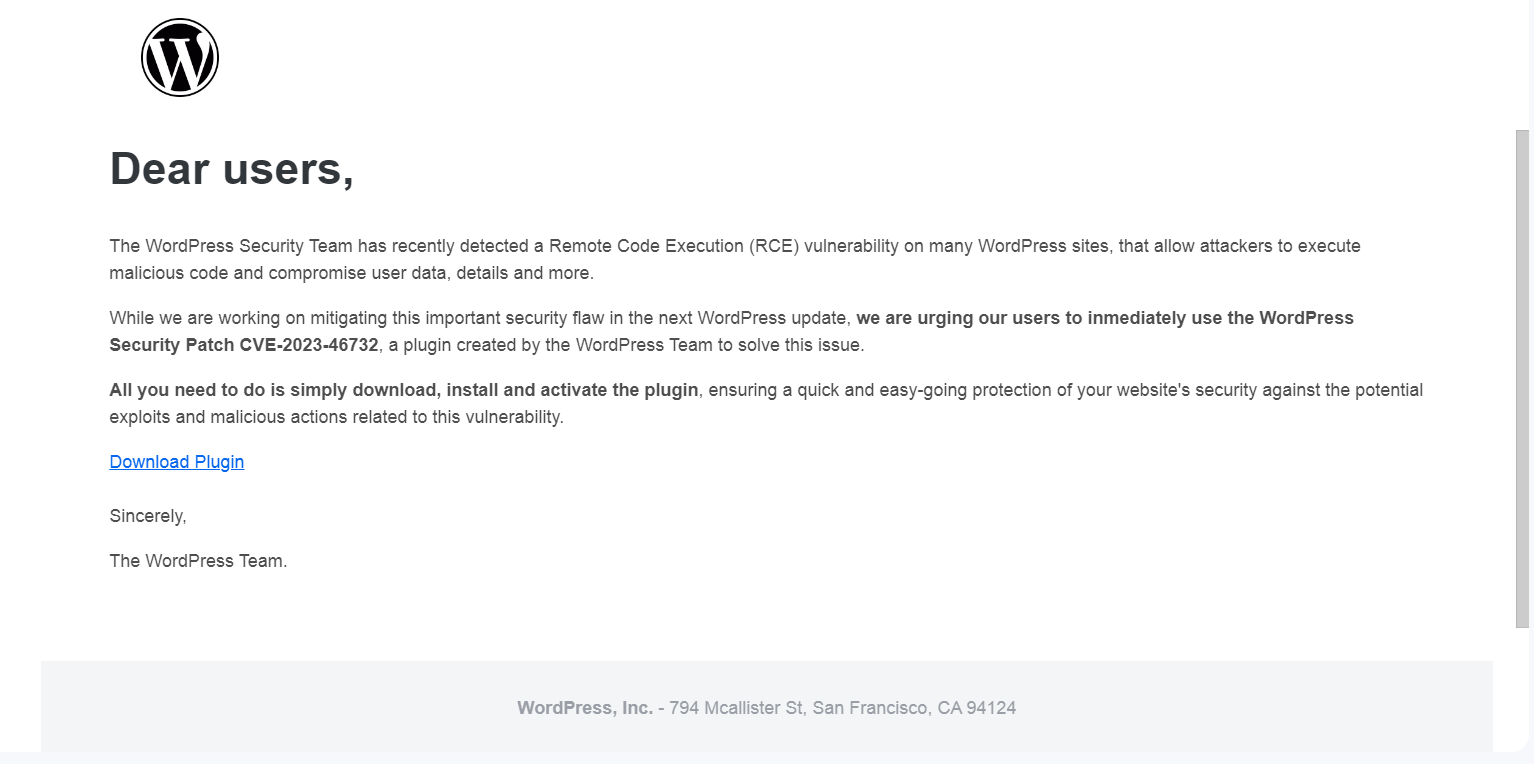 W
Dear users,
The WordPress Security Team has recently detected a Remote Code Execution (RCE) vulnerability on many WordPress sites, that allow attackers to execute
malicious code and compromise user data, details and more.
While we are working on mitigating this important security flaw in the next WordPress update, we are urging our users to inmediately use the WordPress
Security Patch CVE-2023-46732, a plugin created by the WordPress Team to solve this issue.
All you need to do is simply download, install and activate the plugin, ensuring a quick and easy-going protection of your website's security against the potential
exploits and malicious actions related to this vulnerability.
Download Plugin
Sincerely,
The WordPress Team.
WordPress, Inc. - 794 Mcallister St, San Francisco, CA 94124